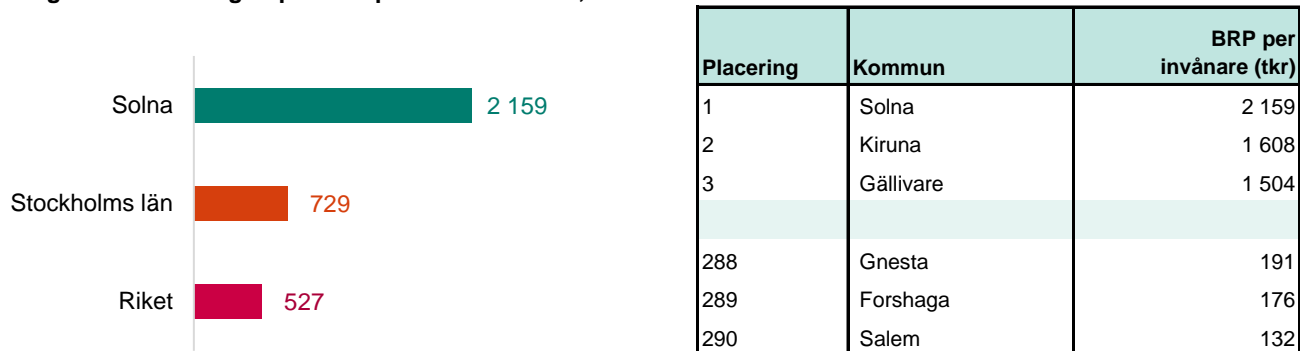 Solna 2 159
Stockholms län 729
Riket 527
Placering Kommun BRP per invånare (tkr)
1 Solna 2 159
2 Kiruna 1 608
3 Gällivare 1 504
288 Gnesta 191
289 Forshaga 176
290 Salem 132